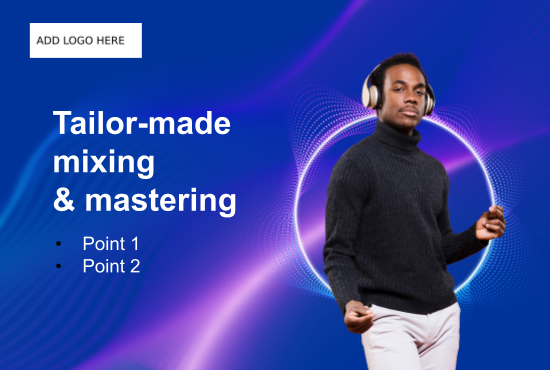 ADD LOGO HERE
Tailor-made
mixing
& mastering
• Point 1
• Point 2